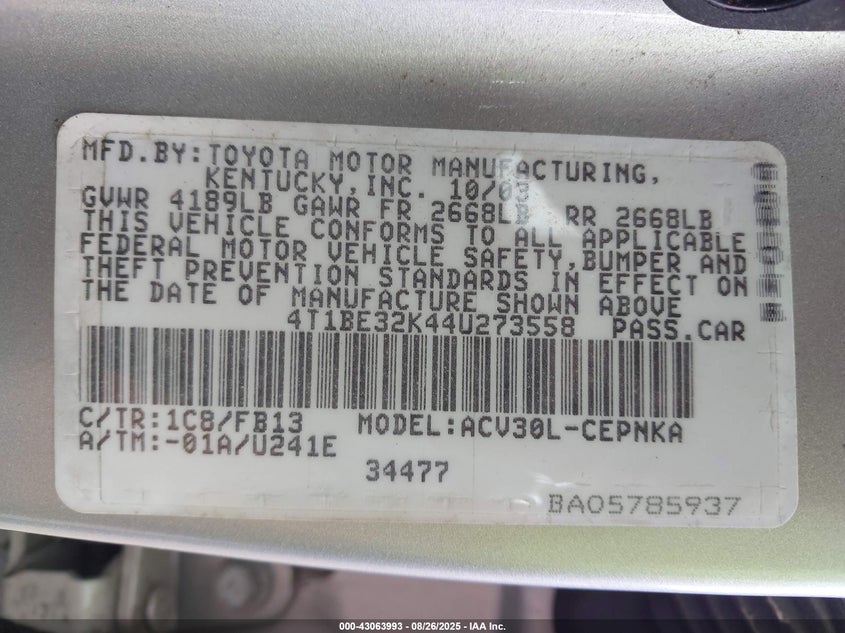 MFD.BY:TOYOTA MOTOR MANUFACTURING,
KENTUCKY,INC. 10/03
GVWR 4189LB GAWR FR 2668LB RR 2668LB
THIS VEHICLE CONFORMS TO ALL APPLICABLE
FEDERAL MOTOR VEHICLE SAFETY,BUMPER AND
THEFT PREVENTION STANDARDS IN EFFECT ON
THE DATE OF MANUFACTURE SHOWN ABOVE
4T1BE32K44U273558 PASS.CAR
C/TR:1C8/FB13 MODEL:ACV30L-CEPNKA
A/TM:-01A/U241E
34477
BA05785937
000-43063993 - 08/26/2025 - IAA Inc.